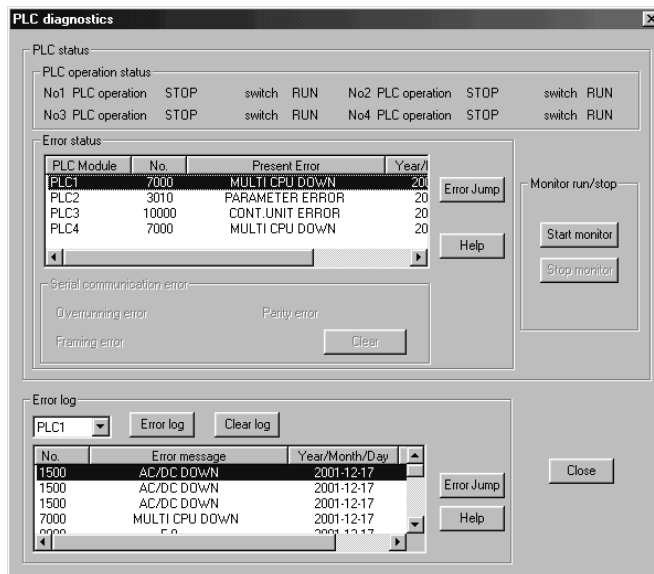 PLC diagnostics
PLC status
PLC operation status
No1 PLC operation STOP switch RUN No2 PLC operation STOP switch RUN
No3 PLC operation STOP switch RUN No4 PLC operation STOP switch RUN
Error status
PLC Module No. Present Error Year/
PLC1 7000 MULTI CPU DOWN 200
PLC2 3010 PARAMETER ERROR 20
PLC3 10000 CONT.UNIT ERROR 20
PLC4 7000 MULTI CPU DOWN 20
Error Jump
Help
Monitor run/stop
Start monitor
Stop monitor
Serial communication error
Overrunning error Parity error
Framing error Clear
Error log
PLC1 Error log Clear log
No. Error message Year/Month/Day
1500 AC/DC DOWN 2001-12-17
1500 AC/DC DOWN 2001-12-17
1500 AC/DC DOWN 2001-12-17
7000 MULTI CPU DOWN 2001-12-17
Error Jump
Help
Close